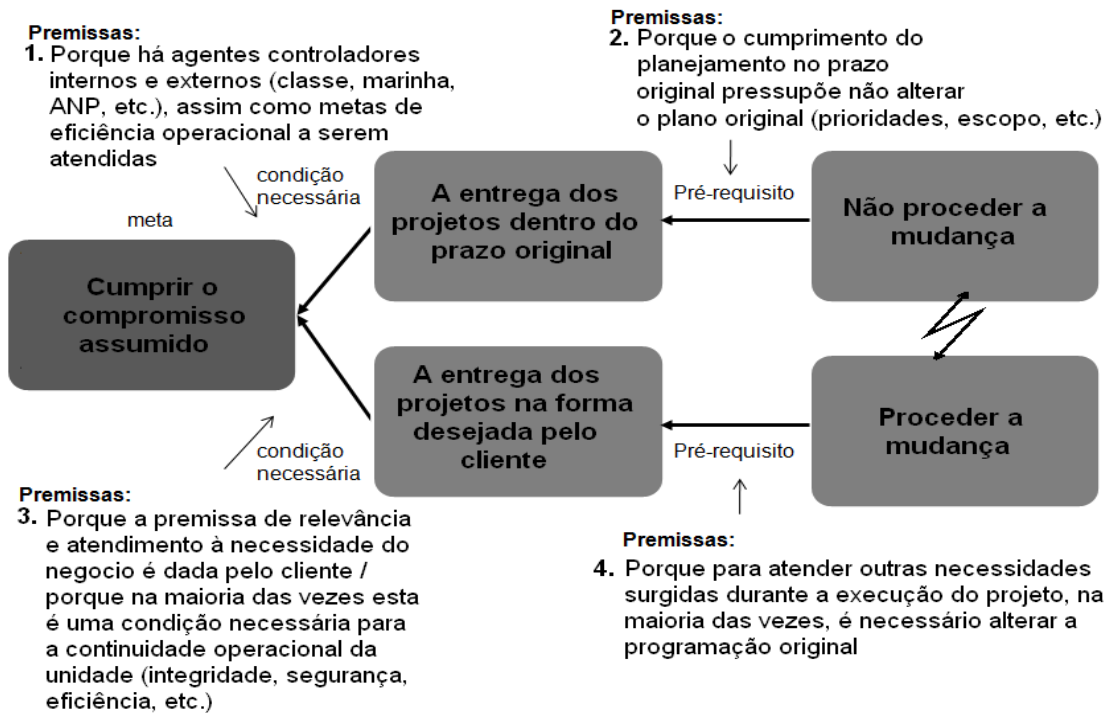 Premissas:
1. Porque há agentes controladores
internos e externos (classe, marinha,
ANP, etc.), assim como metas de
eficiência operacional a serem
atendidas
Premissas:
2. Porque o cumprimento do
planejamento no prazo
original pressupõe não alterar
o plano original (prioridades, escopo, etc.)
condição
necessária
A entrega dos
projetos dentro do
prazo original
Pré-requisito
Não proceder a
mudança
meta
Cumprir o
compromisso
assumido
A entrega dos
projetos na forma
desejada pelo
cliente
Pré-requisito
Proceder a
mudança
condição
necessária
Premissas:
3. Porque a premissa de relevância
e atendimento à necessidade do
negocio é dada pelo cliente /
porque na maioria das vezes esta
é uma condição necessária para
a continuidade operacional da
unidade (integridade, segurança,
eficiência, etc.)
Premissas:
4. Porque para atender outras necessidades
surgidas durante a execução do projeto, na
maioria das vezes, é necessário alterar a
programação original